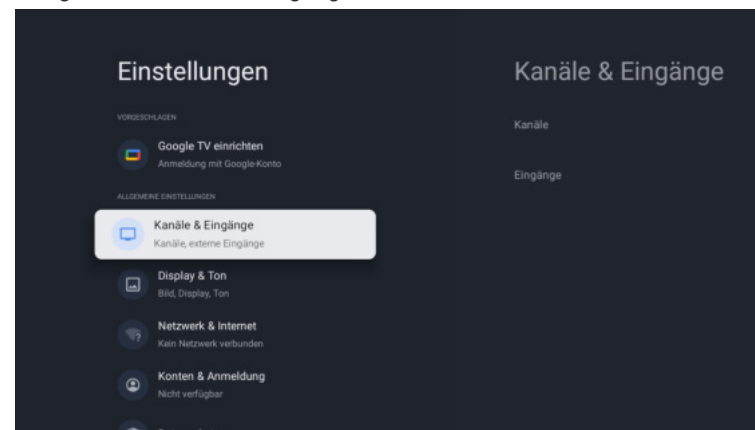 Einstellungen
VORGESCHLAGEN
Google TV einrichten
Anmeldung mit Google-Konto
ALLGEMEINE EINSTELLUNGEN
Kanäle & Eingänge
Kanäle, externe Eingänge
Display & Ton
Bild, Display, Ton
Netzwerk & Internet
Kein Netzwerk verbunden
Konten & Anmeldung
Nicht verfügbar
Kanäle & Eingänge
Kanäle
Eingänge